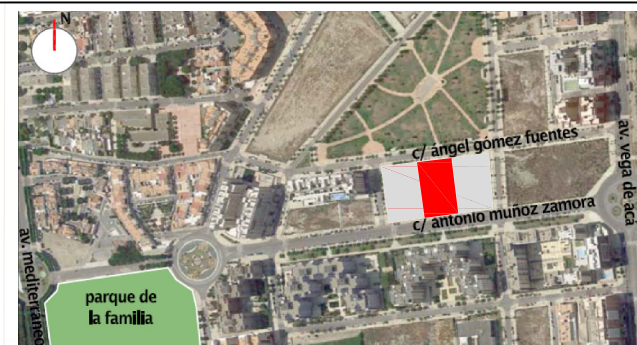 N
c/ ángel gómez fuentes
av. vega de acá
c/ antonio muñoz zamora
av. mediterráneo
parque de
la familia